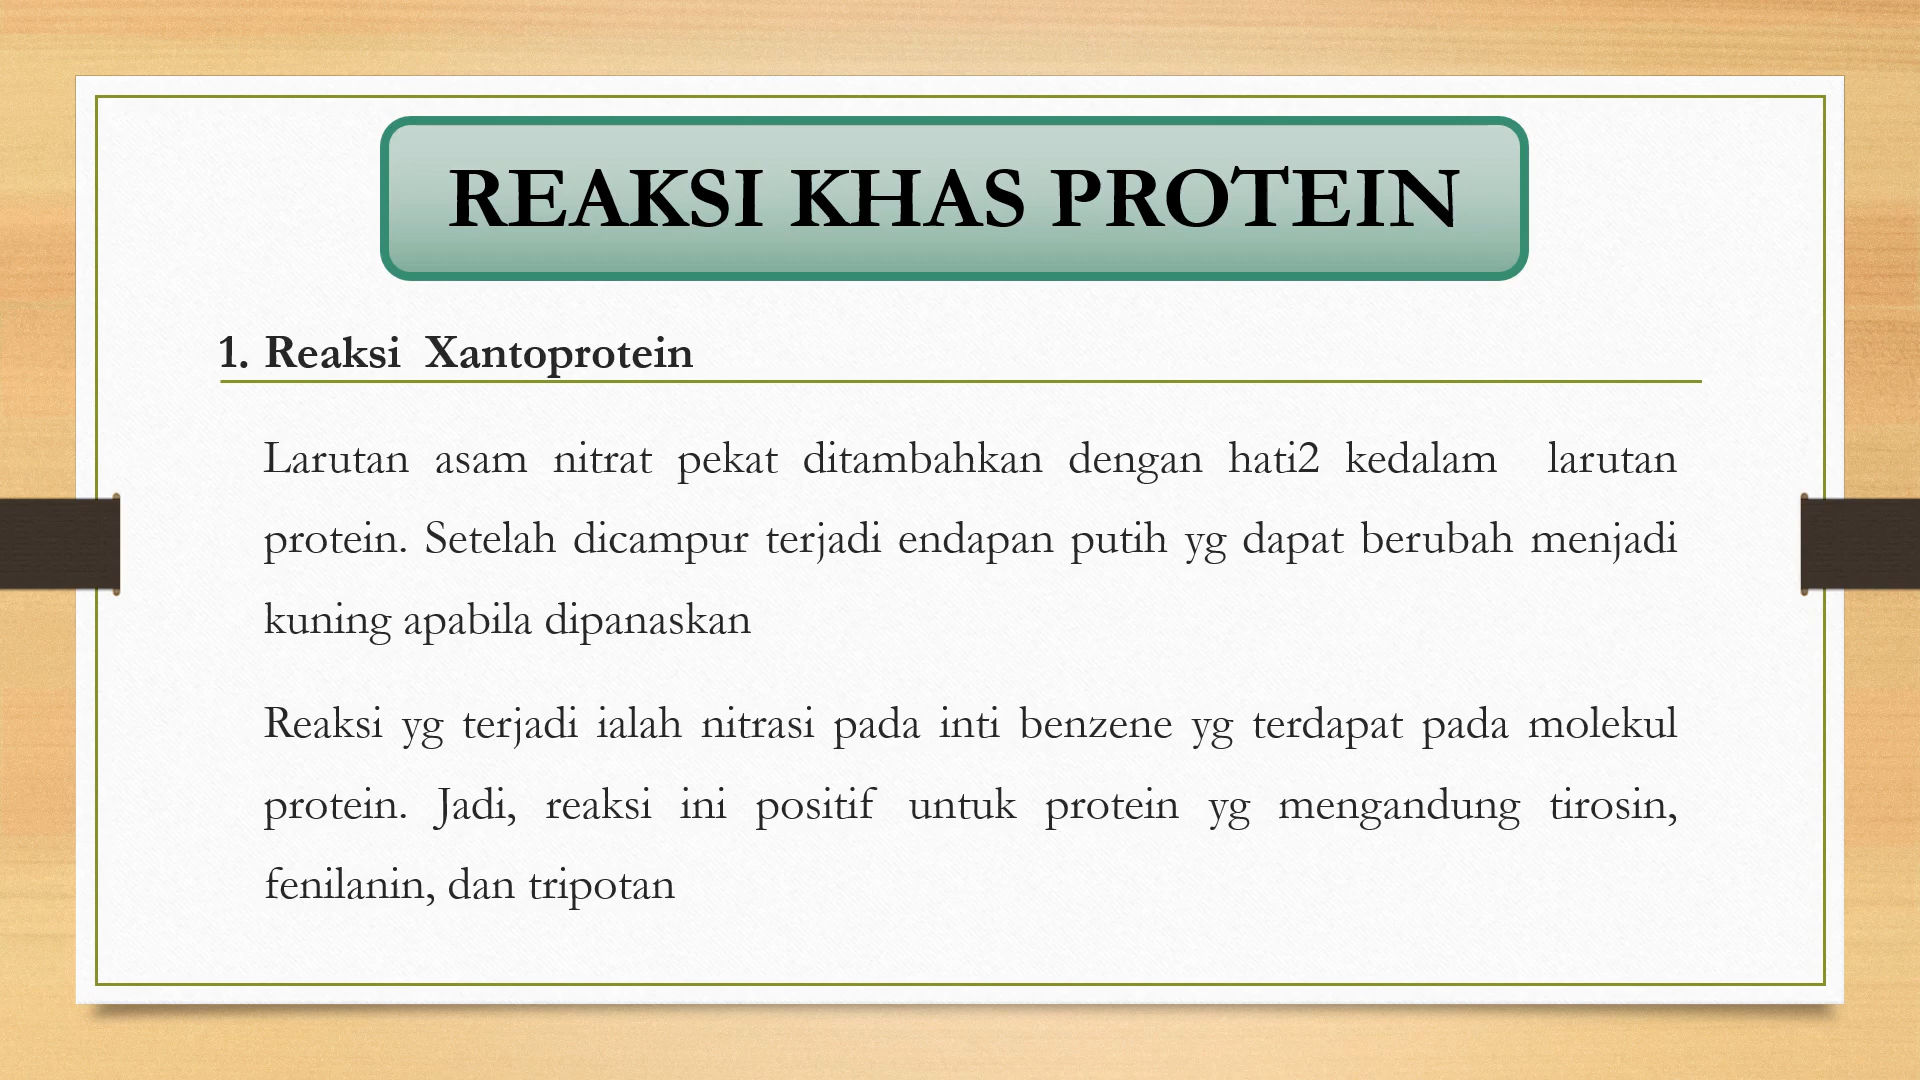 REAKSI KHAS PROTEIN
1. Reaksi Xantoprotein
Larutan asam nitrat pekat ditambahkan dengan hati2 kedalam larutan
protein. Setelah dicampur terjadi endapan putih yg dapat berubah menjadi
kuning apabila dipanaskan
Reaksi yg terjadi ialah nitrasi pada inti benzene yg terdapat pada molekul
protein. Jadi, reaksi ini positif untuk protein yg mengandung tirosin,
fenilanin, dan tripotan